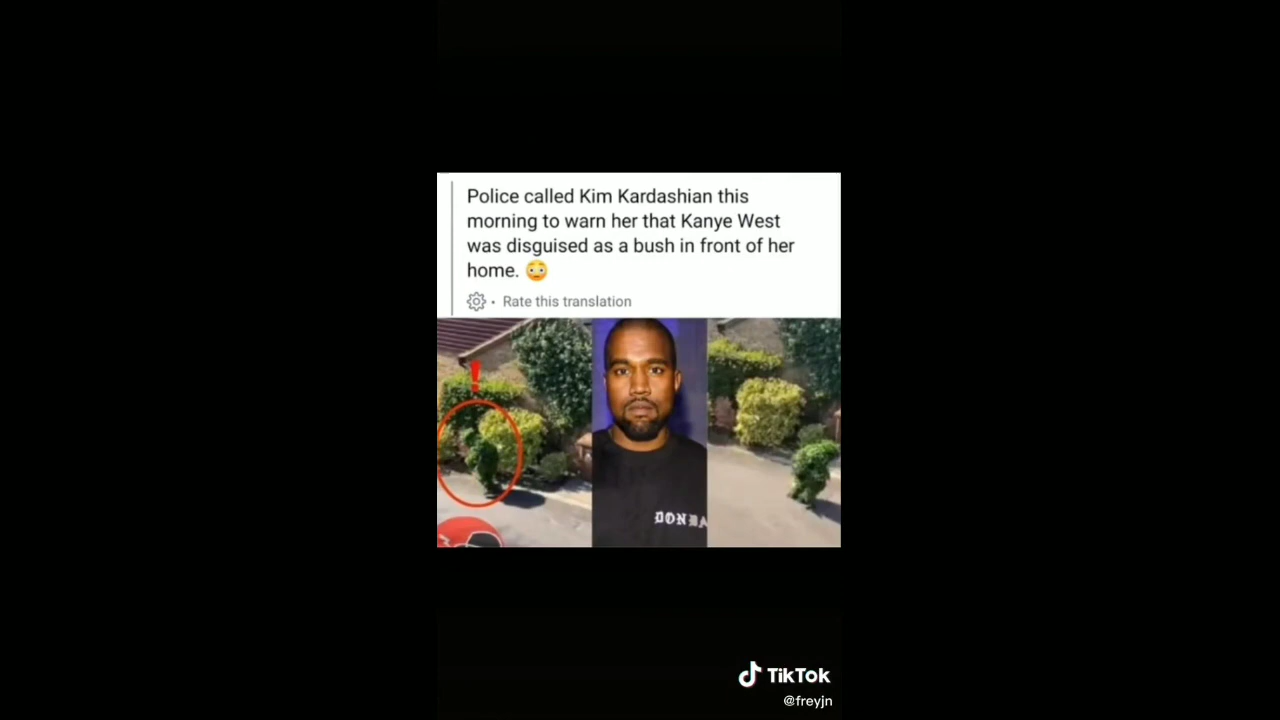 Police called Kim Kardashian this
morning to warn her that Kanye West
was disguised as a bush in front of her
home. 😳
• Rate this translation
!
DONDA
TikTok
@freyjn